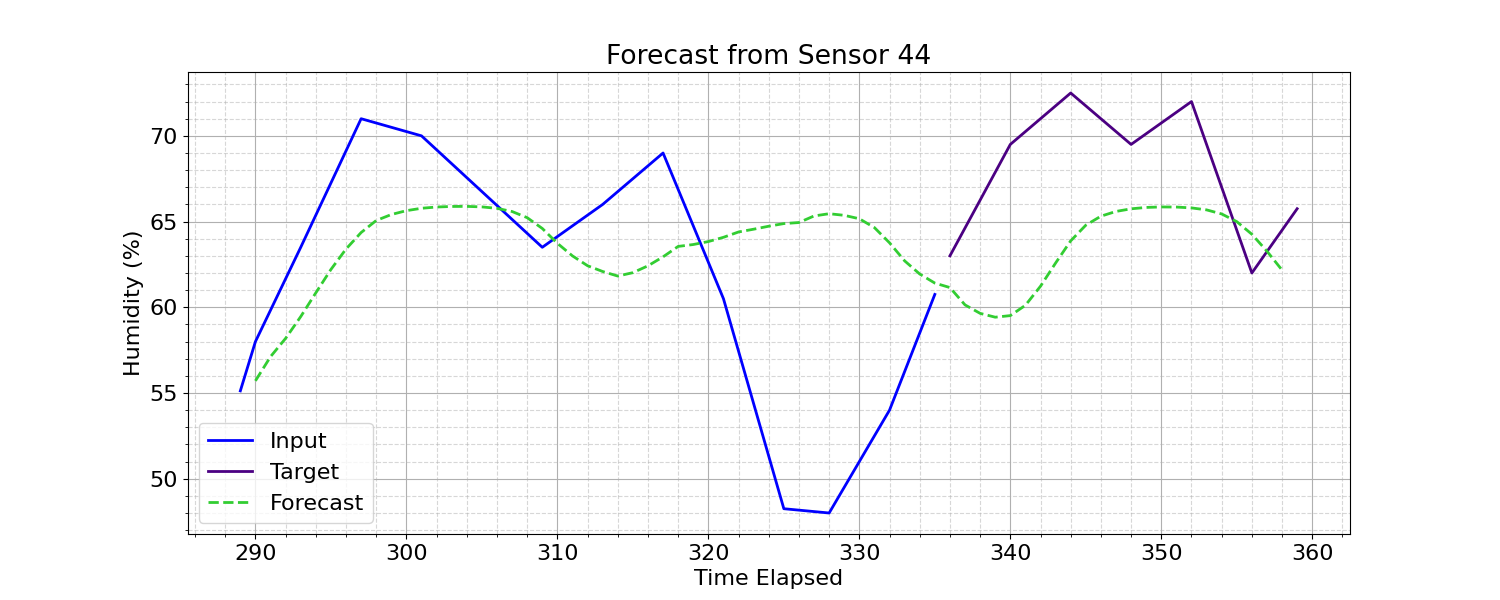 Forecast from Sensor 44
Humidity (%)
70
65
60
55
50
Input
Target
Forecast
290 300 310 320 330 340 350 360
Time Elapsed